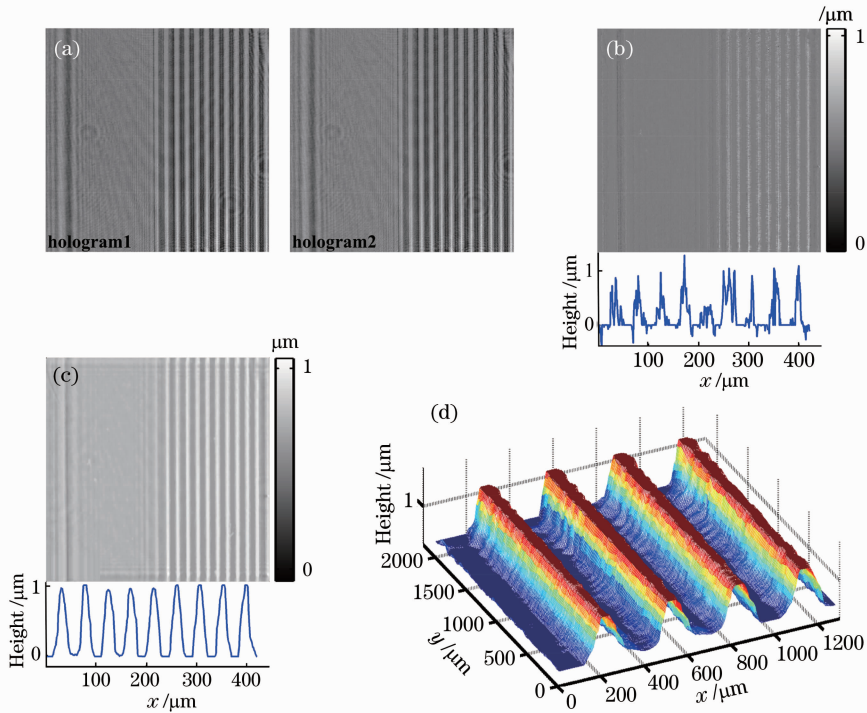 (a)
hologram1
hologram2
(b)
/μm
1
0
Height /μm
1
0
100 200 300 400
x/μm
(c)
μm
1
0
Height /μm
1
0
100 200 300 400
x/μm
(d)
Height /μm
1
2000
1500
1000
500
0
y/μm
0 200 400 600 800 1000 1200
x/μm